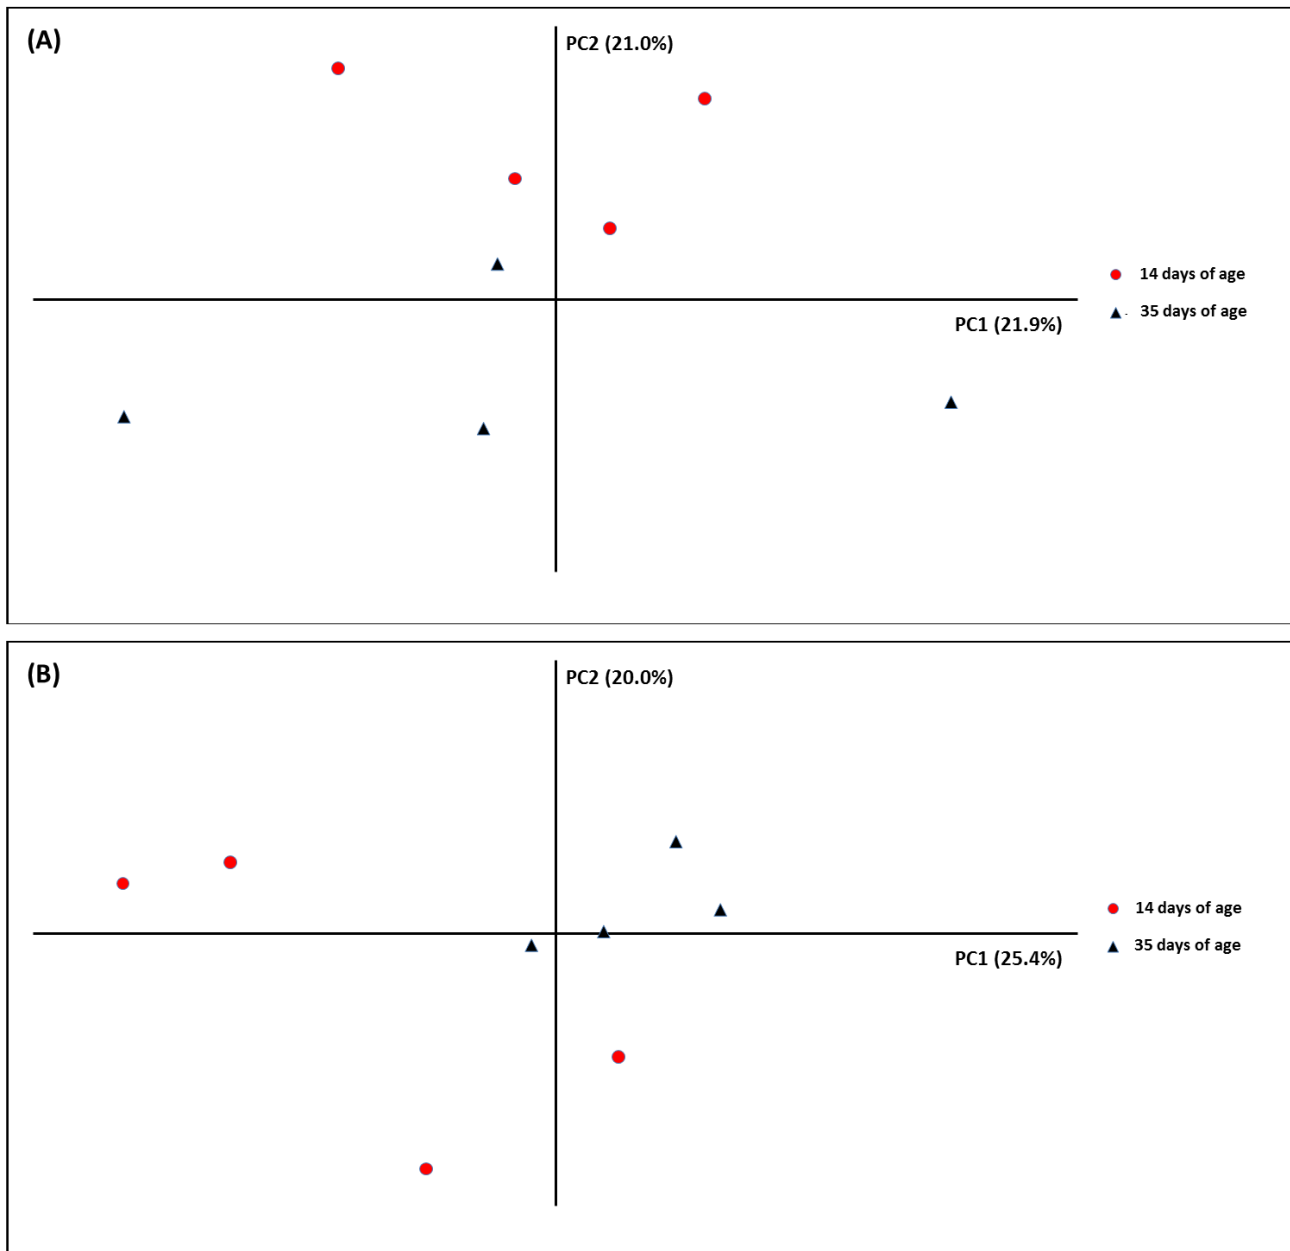 (A)
PC2 (21.0%)
14 days of age
35 days of age
PC1 (21.9%)
(B)
PC2 (20.0%)
14 days of age
35 days of age
PC1 (25.4%)